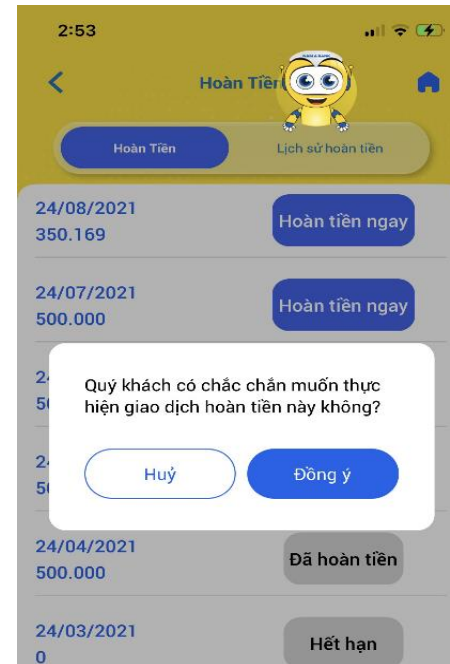 2:53
Hoàn Tiền
Hoàn Tiền
Lịch sử hoàn tiền
24/08/2021
350.169
Hoàn tiền ngay
24/07/2021
500.000
Hoàn tiền ngay
Quý khách có chắc chắn muốn thực
hiện giao dịch hoàn tiền này không?
Huỷ
Đồng ý
24/04/2021
500.000
Đã hoàn tiền
24/03/2021
0
Hết hạn